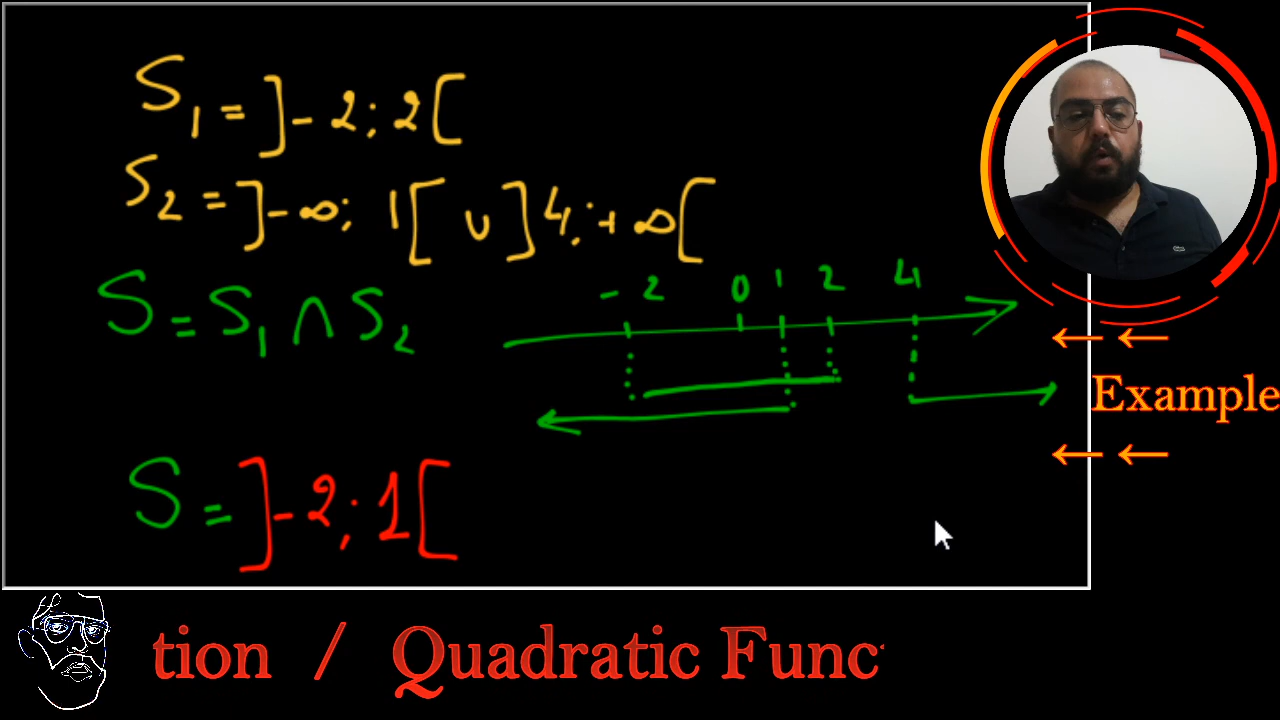 S₁ = ]-2; 2[
S₂ = ]-∞; 1[ ∪ ]4; +∞[
S = S₁ ∩ S₂
-2 0 1 2 4
S = ]-2; 1[
Example
tion / Quadratic Func